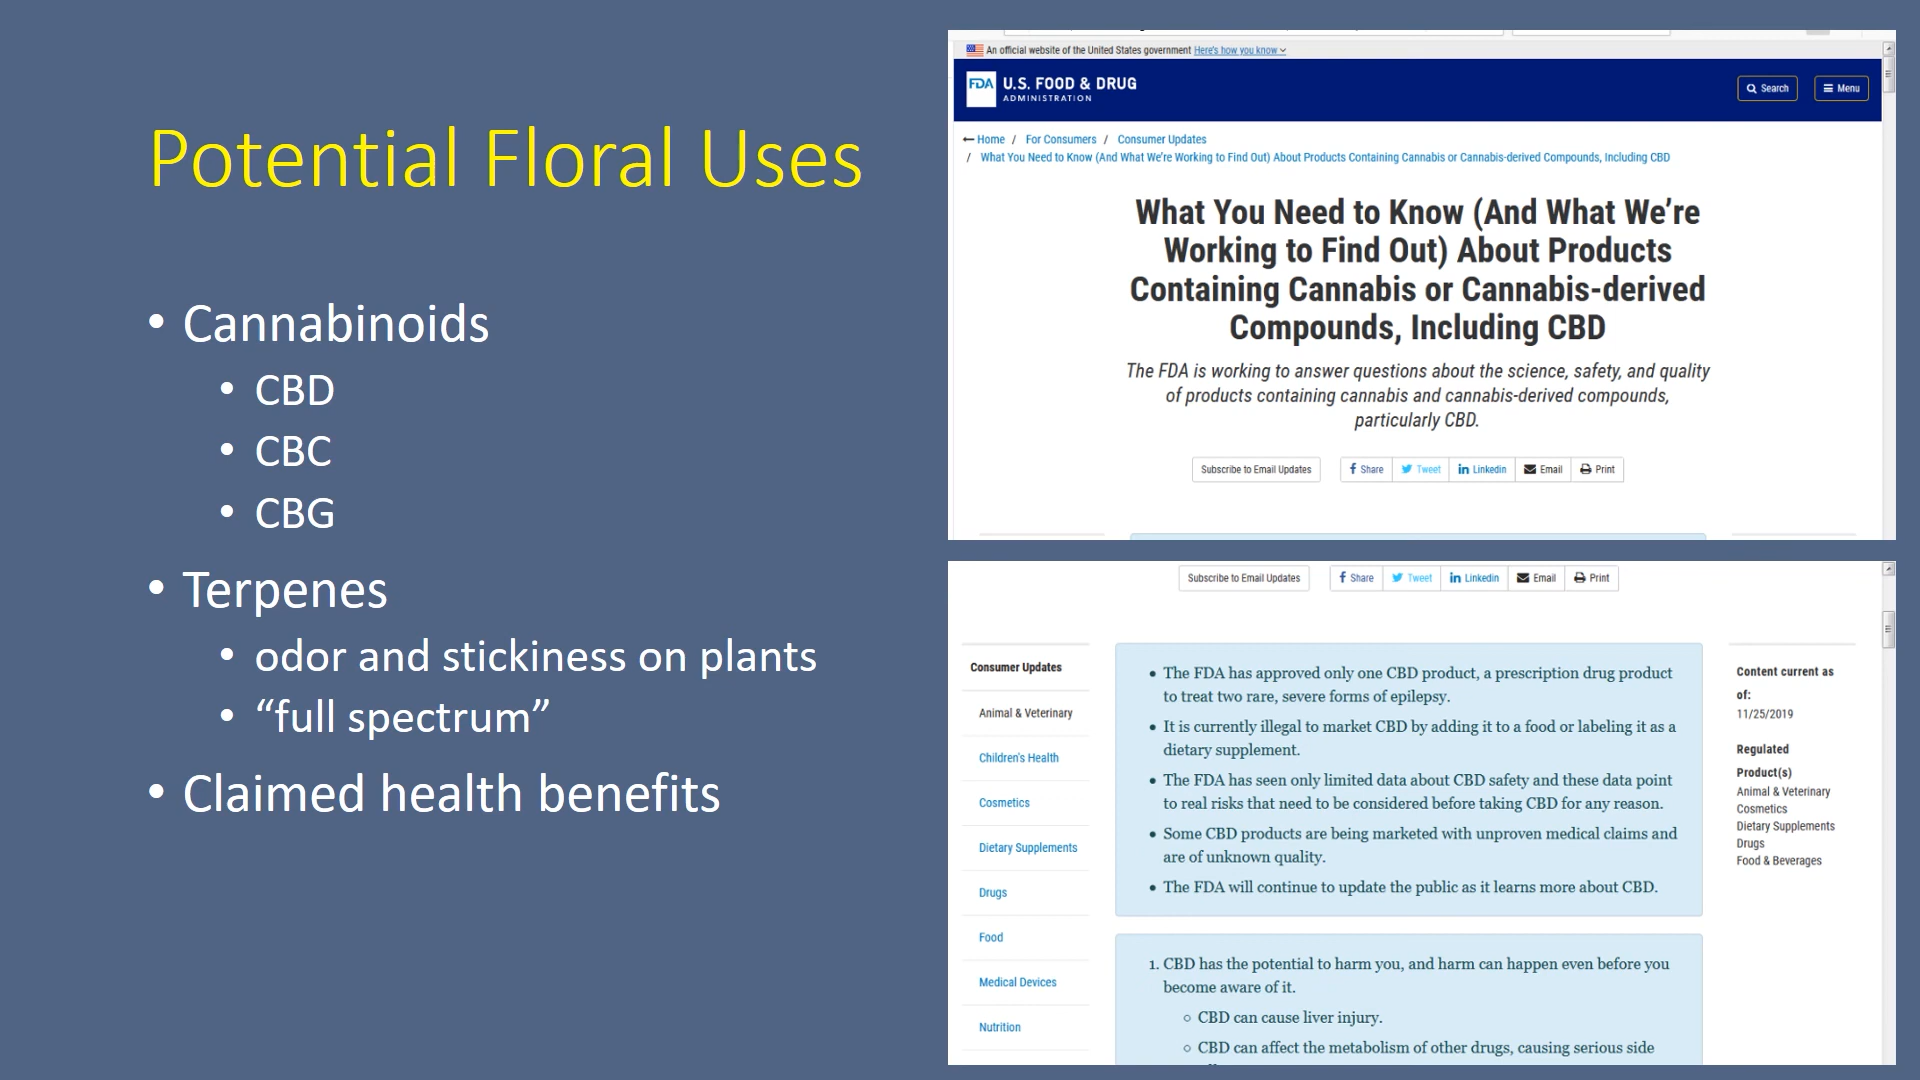 Potential Floral Uses
• Cannabinoids
• CBD
• CBC
• CBG
• Terpenes
• odor and stickiness on plants
• “full spectrum”
• Claimed health benefits
An official website of the United States government Here's how you know
FDA U.S. FOOD & DRUG
ADMINISTRATION
Search
Menu
Home / For Consumers / Consumer Updates
/ What You Need to Know (And What We're Working to Find Out) About Products Containing Cannabis or Cannabis-derived Compounds, Including CBD
What You Need to Know (And What We’re
Working to Find Out) About Products
Containing Cannabis or Cannabis-derived
Compounds, Including CBD
The FDA is working to answer questions about the science, safety, and quality
of products containing cannabis and cannabis-derived compounds,
particularly CBD.
Subscribe to Email Updates
Share
Tweet
Linkedin
Email
Print
Subscribe to Email Updates
Share
Tweet
Linkedin
Email
Print
Consumer Updates
Animal & Veterinary
Children's Health
Cosmetics
Dietary Supplements
Drugs
Food
Medical Devices
Nutrition
• The FDA has approved only one CBD product, a prescription drug product
to treat two rare, severe forms of epilepsy.
• It is currently illegal to market CBD by adding it to a food or labeling it as a
dietary supplement.
• The FDA has seen only limited data about CBD safety and these data point
to real risks that need to be considered before taking CBD for any reason.
• Some CBD products are being marketed with unproven medical claims and
are of unknown quality.
• The FDA will continue to update the public as it learns more about CBD.
1. CBD has the potential to harm you, and harm can happen even before you
become aware of it.
○ CBD can cause liver injury.
○ CBD can affect the metabolism of other drugs, causing serious side
Content current as
of:
11/25/2019
Regulated
Product(s)
Animal & Veterinary
Cosmetics
Dietary Supplements
Drugs
Food & Beverages